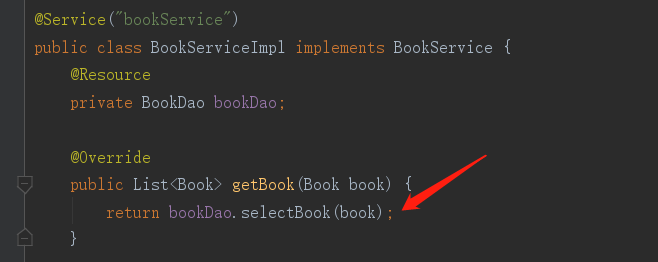 @Service("bookService")
public class BookServiceImpl implements BookService {
@Resource
private BookDao bookDao;
@Override
public List<Book> getBook(Book book) {
return bookDao.selectBook(book);
}